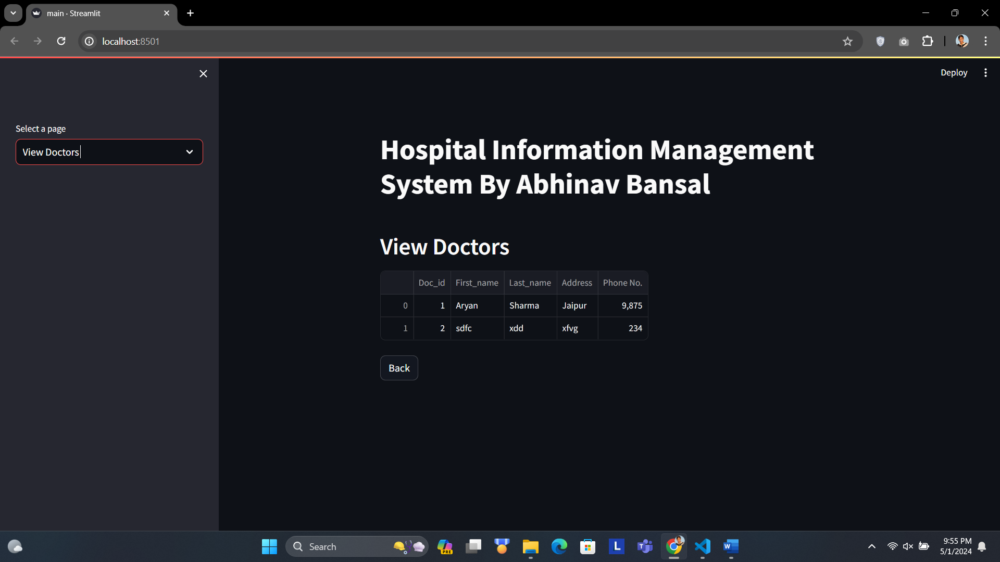 main · Streamlit
localhost:8501
Deploy
Select a page
View Doctors
Hospital Information Management
System By Abhinav Bansal
View Doctors
Doc_id First_name Last_name Address Phone No.
0 1 Aryan Sharma Jaipur 9,875
1 2 sdfc xdd xfvg 234
Back
Search
PRE
L
T
W
9:55 PM
5/1/2024